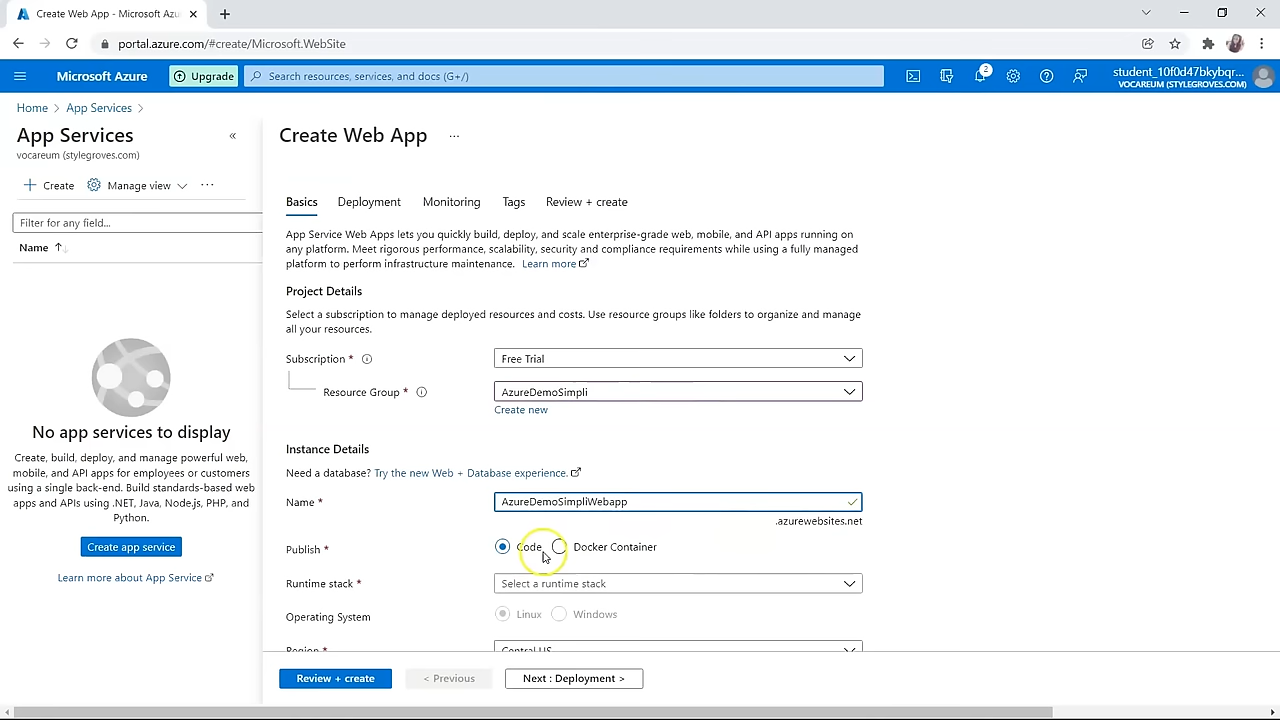 Create Web App - Microsoft Azu
portal.azure.com/#create/Microsoft.WebSite
Microsoft Azure
Upgrade
Search resources, services, and docs (G+/)
2
student_10f0d47bkybqr...
VOCAREUM (STYLEGROVES.COM)
Home > App Services >
App Services
«
vocareum (stylegroves.com)
Create
Manage view
...
Filter for any field...
Name ↑↓
No app services to display
Create, build, deploy, and manage powerful web,
mobile, and API apps for employees or customers
using a single back-end. Build standards-based web
apps and APIs using .NET, Java, Node.js, PHP, and
Python.
Create app service
Learn more about App Service
Create Web App
...
Basics
Deployment
Monitoring
Tags
Review + create
App Service Web Apps lets you quickly build, deploy, and scale enterprise-grade web, mobile, and API apps running on
any platform. Meet rigorous performance, scalability, security and compliance requirements while using a fully managed
platform to perform infrastructure maintenance. Learn more
Project Details
Select a subscription to manage deployed resources and costs. Use resource groups like folders to organize and manage
all your resources.
Subscription *
Free Trial
Resource Group *
AzureDemoSimpli
Create new
Instance Details
Need a database? Try the new Web + Database experience.
Name *
AzureDemoSimpliWebapp
.azurewebsites.net
Publish *
Code
Docker Container
Runtime stack *
Select a runtime stack
Operating System
Linux
Windows
Region *
Central US
Review + create
< Previous
Next : Deployment >